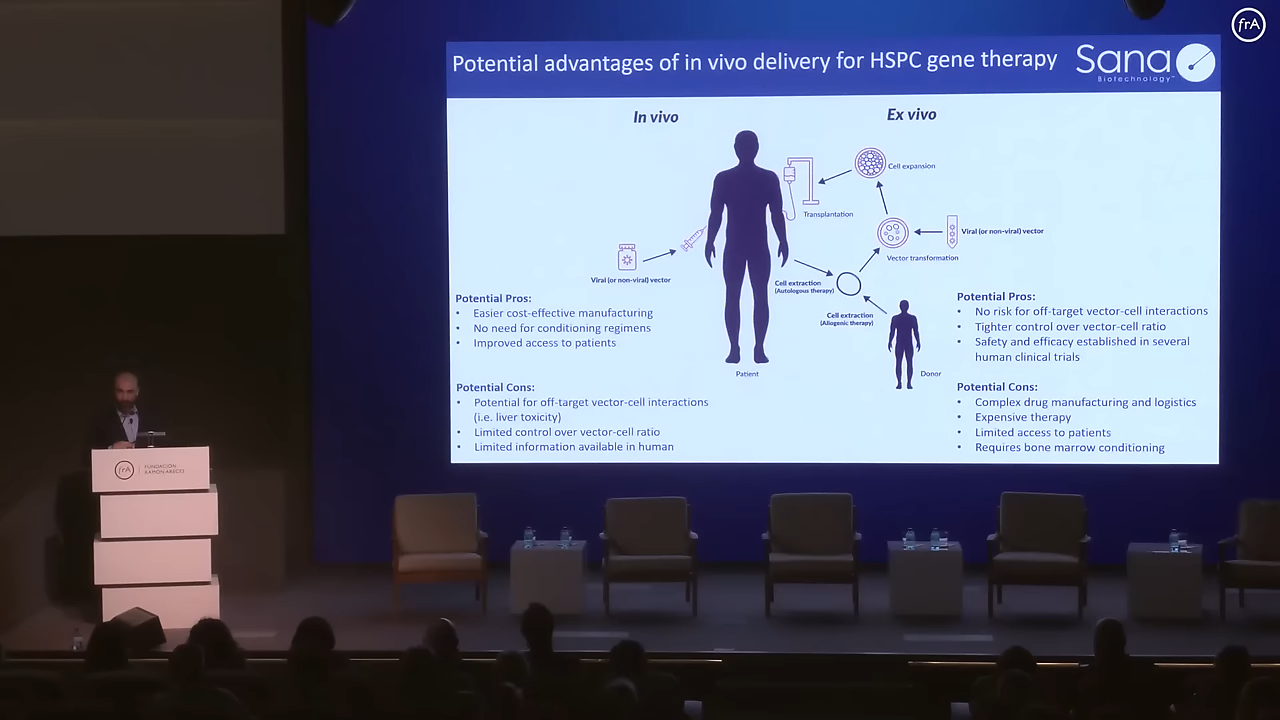 frA
Potential advantages of in vivo delivery for HSPC gene therapy
Sana
Biotechnology™
In vivo
Ex vivo
Cell expansion
Transplantation
Viral (or non-viral) vector
Vector transformation
Viral (or non-viral) vector
Cell extraction
(Autologous therapy)
Cell extraction
(Allogenic therapy)
Patient
Donor
Potential Pros:
• Easier cost-effective manufacturing
• No need for conditioning regimens
• Improved access to patients
Potential Cons:
• Potential for off-target vector-cell interactions
(i.e. liver toxicity)
• Limited control over vector-cell ratio
• Limited information available in human
Potential Pros:
• No risk for off-target vector-cell interactions
• Tighter control over vector-cell ratio
• Safety and efficacy established in several
human clinical trials
Potential Cons:
• Complex drug manufacturing and logistics
• Expensive therapy
• Limited access to patients
• Requires bone marrow conditioning
frA
FUNDACIÓN
RAMÓN ARECES